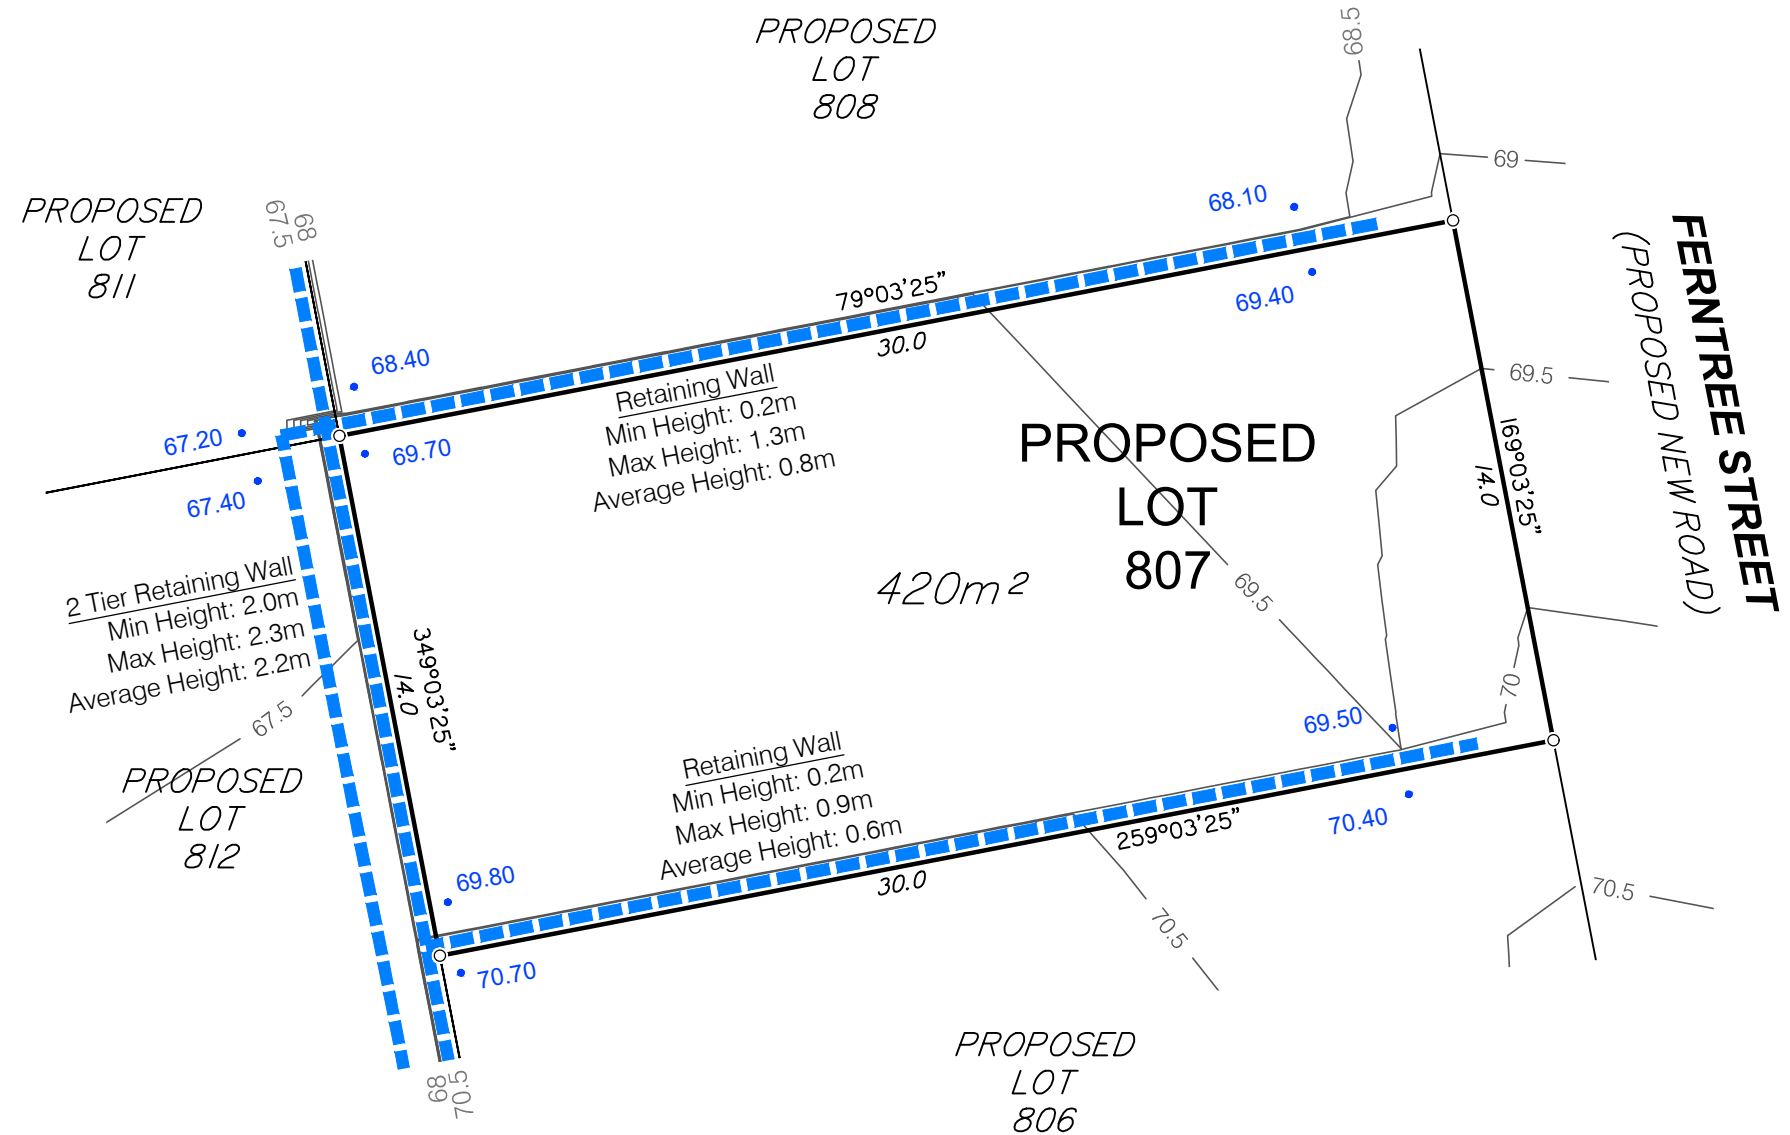 PROPOSED
LOT
808
68.5
69
PROPOSED
LOT
811
67.5
68
68.10
69.40
FERNTREE STREET
(PROPOSED NEW ROAD)
79°03'25"
30.0
68.40
67.20
69.70
67.40
Retaining Wall
Min Height: 0.2m
Max Height: 1.3m
Average Height: 0.8m
69.5
PROPOSED
LOT
807
420m²
69.5
169°03'25"
14.0
2 Tier Retaining Wall
Min Height: 2.0m
Max Height: 2.3m
Average Height: 2.2m
349°03'25"
14.0
67.5
PROPOSED
LOT
812
70
69.50
Retaining Wall
Min Height: 0.2m
Max Height: 0.9m
Average Height: 0.6m
259°03'25"
30.0
70.40
69.80
70.70
70.5
70.5
68
70.5
PROPOSED
LOT
806